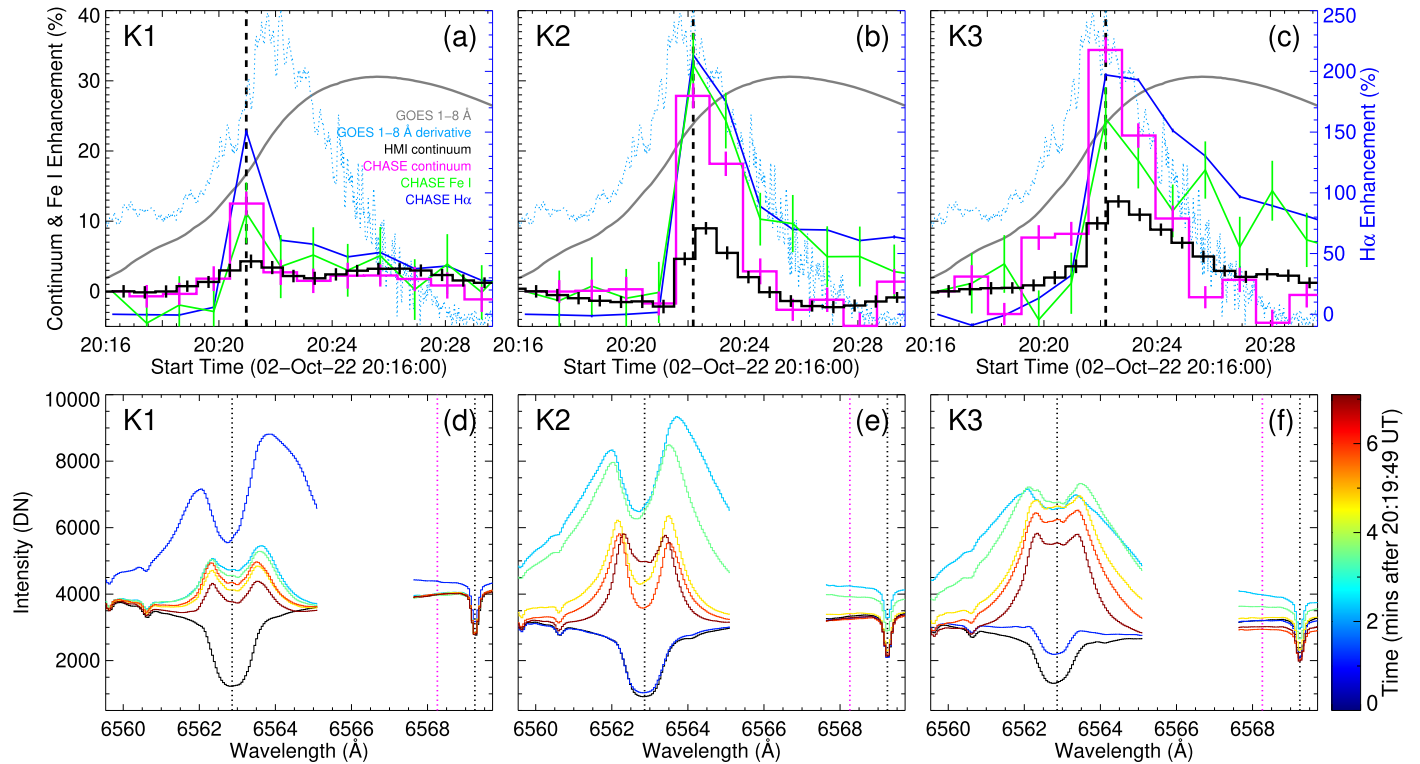 Continuum & Fe I Enhancement (%)
40
30
20
10
0
K1
(a)
GOES 1–8 Å
GOES 1–8 Å derivative
HMI continuum
CHASE continuum
CHASE Fe I
CHASE Hα
20:16
20:20
20:24
20:28
Start Time (02–Oct–22 20:16:00)
K2
(b)
20:16
20:20
20:24
20:28
Start Time (02–Oct–22 20:16:00)
K3
(c)
20:16
20:20
20:24
20:28
Start Time (02–Oct–22 20:16:00)
250
200
150
100
50
0
Hα Enhancement (%)
Intensity (DN)
10000
8000
6000
4000
2000
K1
(d)
6560
6562
6564
6566
6568
Wavelength (Å)
K2
(e)
6560
6562
6564
6566
6568
Wavelength (Å)
K3
(f)
6560
6562
6564
6566
6568
Wavelength (Å)
6
4
2
0
Time (mins after 20:19:49 UT)